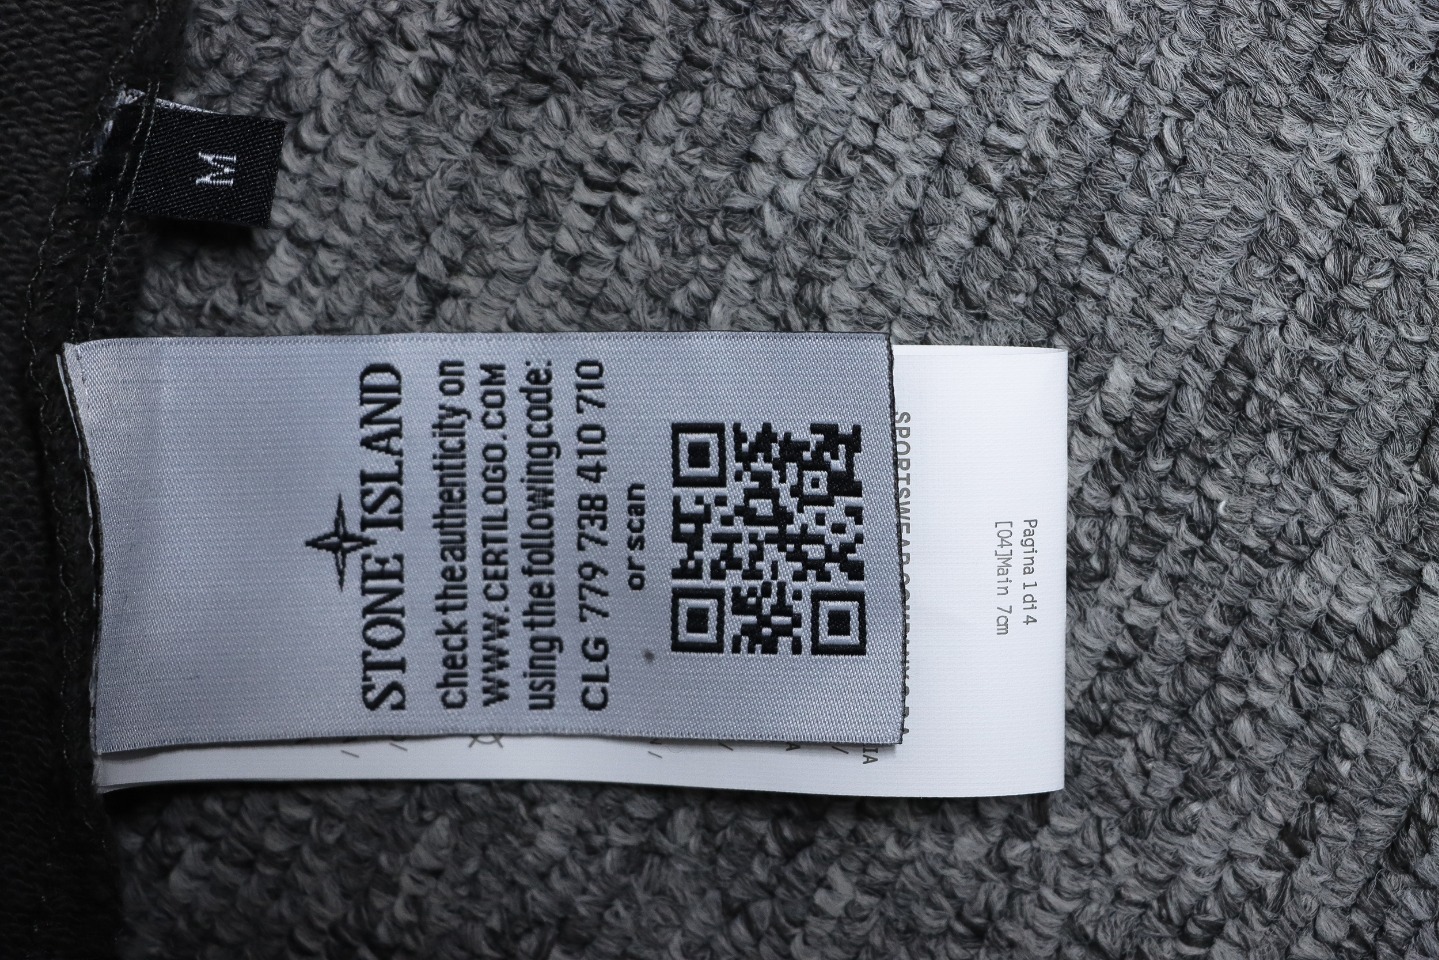 M
STONE ISLAND
check the authenticity on
WWW.CERTILOGO.COM
using the following code:
CLG 779 738 410 710
or scan
SPORTSWEAR
Pagina 1 di 4
[04]Main 7cm